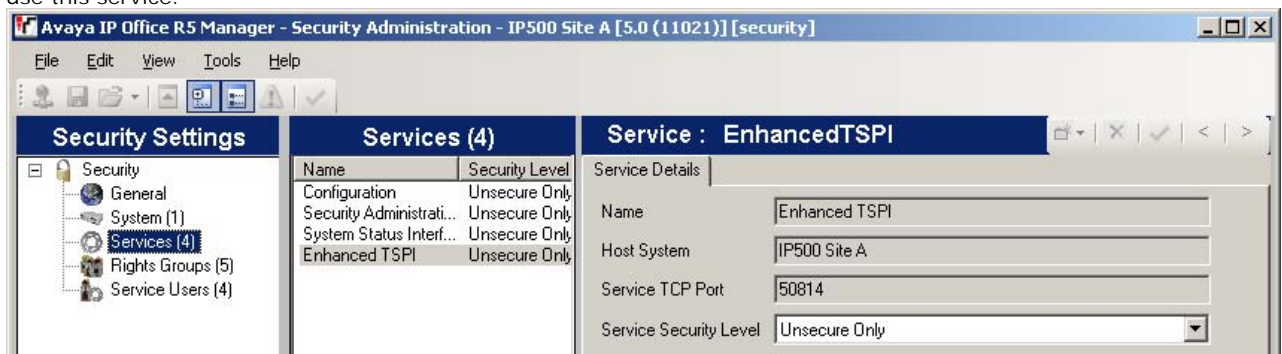 use this service.
Avaya IP Office R5 Manager - Security Administration - IP500 Site A [5.0 (11021)] [security]
File Edit View Tools Help
Security Settings
Security
General
System (1)
Services (4)
Rights Groups (5)
Service Users (4)
Services (4)
Name Security Level
Configuration Unsecure Only
Security Administrati... Unsecure Only
System Status Interf... Unsecure Only
Enhanced TSPI Unsecure Only
Service : EnhancedTSPI
Service Details
Name Enhanced TSPI
Host System IP500 Site A
Service TCP Port 50814
Service Security Level Unsecure Only